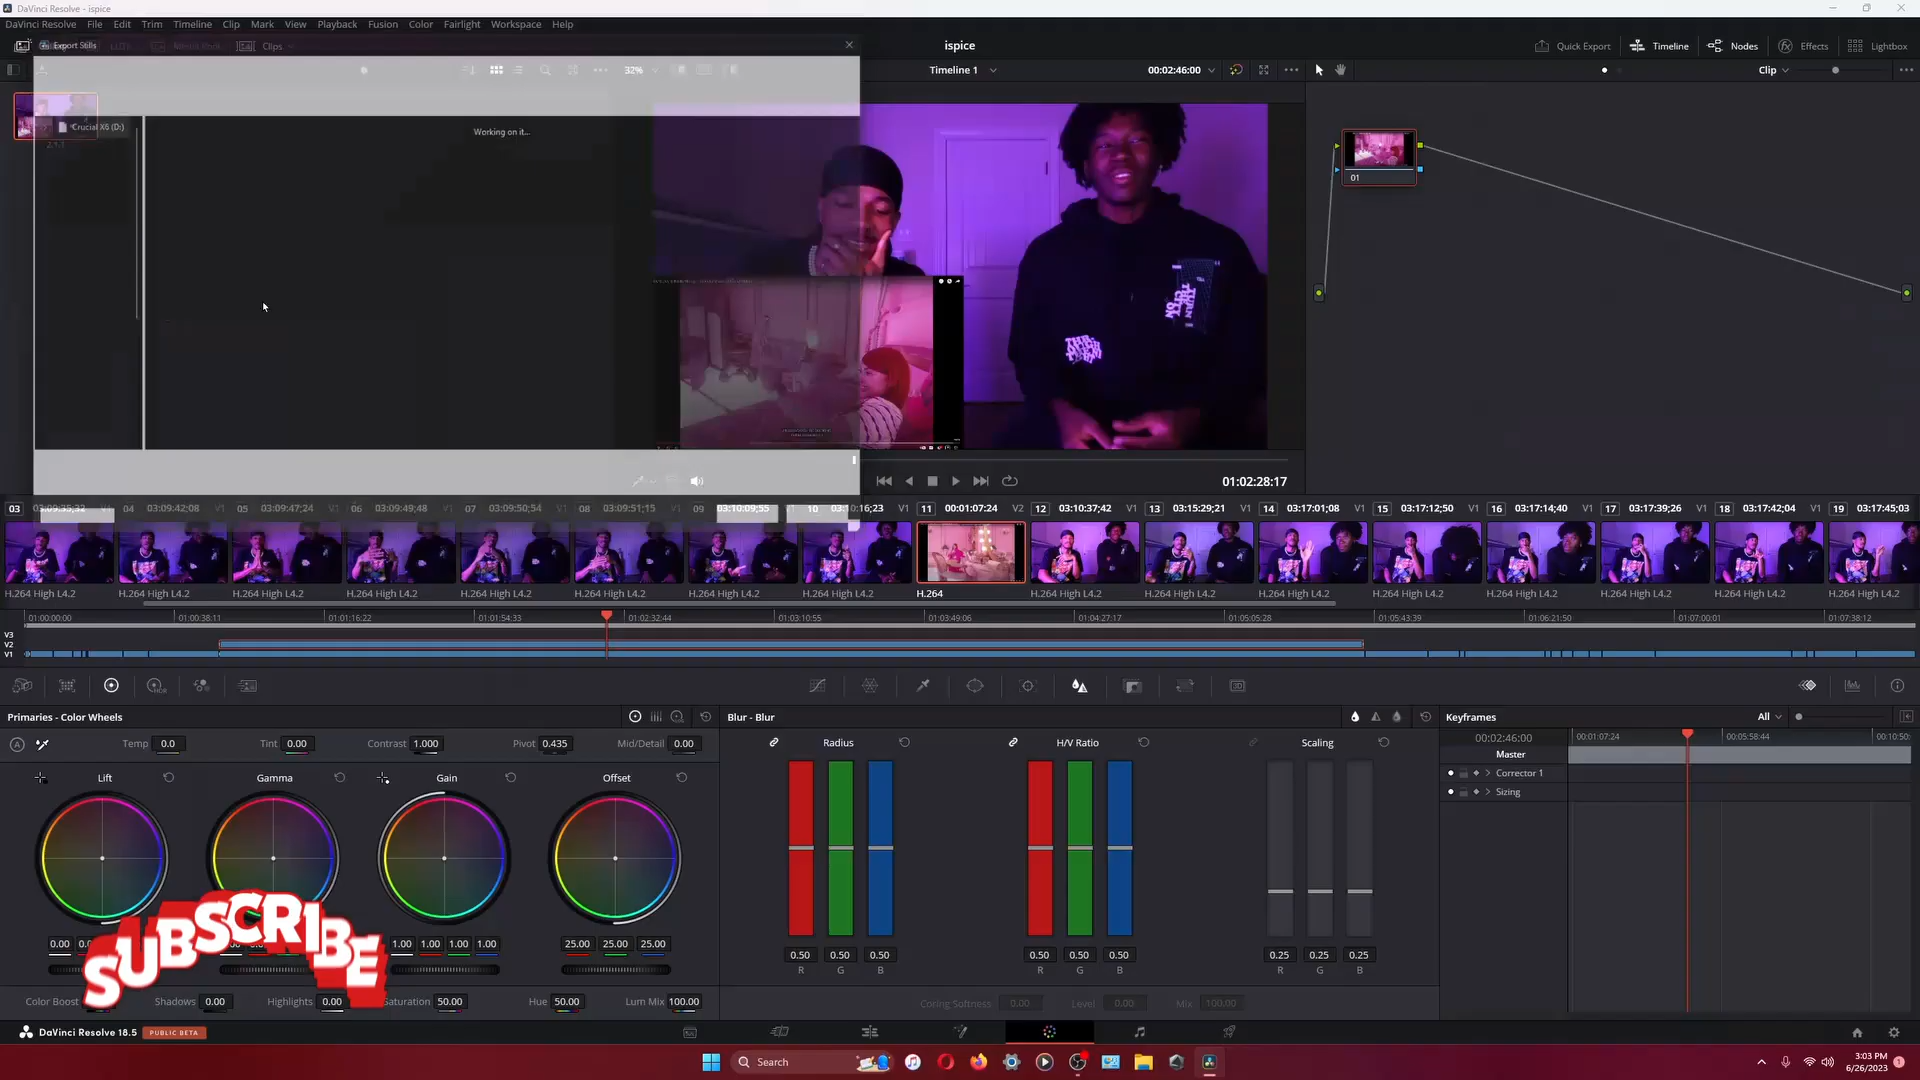 DaVinci Resolve - ispice
DaVinci Resolve File Edit Trim Timeline Clip Mark View Playback Fusion Color Fairlight Workspace Help
Export Stills
Clips
ispice
Quick Export Timeline Nodes Effects Lightbox
32%
Timeline 1
00:02:46:00
Clip
Crucial X6 (D:)
Working on it...
2.1.1
01
01:02:28:17
03 03:09:35;32 V1 04 03:09:42;08 V1 05 03:09:47;24 V1 06 03:09:49;48 V1 07 03:09:50;54 V1 08 03:09:51;15 V1 09 03:10:09;55 10 03:10:16;23 V1 11 00:01:07:24 V2 12 03:10:37;42 V1 13 03:15:29;21 V1 14 03:17:01;08 V1 15 03:17:12;50 V1 16 03:17:14;40 V1 17 03:17:39;26 V1 18 03:17:42;04 V1 19 03:17:45;03 V1
H.264 High L4.2 H.264 High L4.2 H.264 High L4.2 H.264 High L4.2 H.264 High L4.2 H.264 High L4.2 H.264 High L4.2 H.264 High L4.2 H.264 H.264 High L4.2 H.264 High L4.2 H.264 High L4.2 H.264 High L4.2 H.264 High L4.2 H.264 High L4.2 H.264 High L4.2 H.264 High L4.2
01:00:00:00 01:00:38:11 01:01:16:22 01:01:54:33 01:02:32:44 01:03:10:55 01:03:49:06 01:04:27:17 01:05:05:28 01:05:43:39 01:06:21:50 01:07:00:01 01:07:38:12
V3
V2
V1
Primaries - Color Wheels
Blur - Blur
Keyframes
All
Temp 0.0 Tint 0.00 Contrast 1.000 Pivot 0.435 Mid/Detail 0.00
Radius H/V Ratio Scaling
00:02:46:00 00:01:07:24 00:05:58:44 00:10:50:
Master
Lift Gamma Gain Offset
Corrector 1
Sizing
SUBSCRIBE
0.00 1.00 1.00 1.00 1.00 25.00 25.00 25.00
0.50 0.50 0.50 0.50 0.50 0.50 0.25 0.25 0.25
R G B R G B R G B
Color Boost Shadows 0.00 Highlights 0.00 Saturation 50.00 Hue 50.00 Lum Mix 100.00
Coring Softness 0.00 Level 0.00 Mix 100.00
DaVinci Resolve 18.5 PUBLIC BETA
Search
3:03 PM
6/26/2023
1